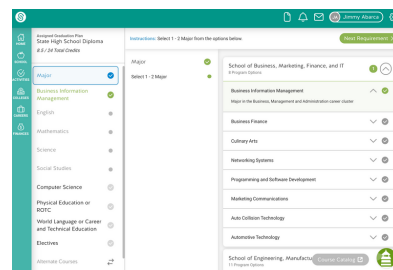 Jimmy Abarca
Assigned Graduation Plan
State High School Diploma
8.5 / 24 Total Credits
Instructions: Select 1 - 2 Major from the options below.
Next Requirement
HOME
SCHOOL
ACTIVITIES
COLLEGES
CAREERS
FINANCES
Major
Business Information
Management
English
Mathematics
Science
Social Studies
Computer Science
Physical Education or
ROTC
World Language or Career
and Technical Education
Electives
Alternate Courses
Major
Select 1 - 2 Major
School of Business, Marketing, Finance, and IT
8 Program Options
1
Business Information Management
Major in the Business, Management and Administration career cluster
Business Finance
Culinary Arts
Networking Systems
Programming and Software Development
Marketing Communications
Auto Collision Technology
Automotive Technology
School of Engineering, Manufactu
11 Program Options
Course Catalog